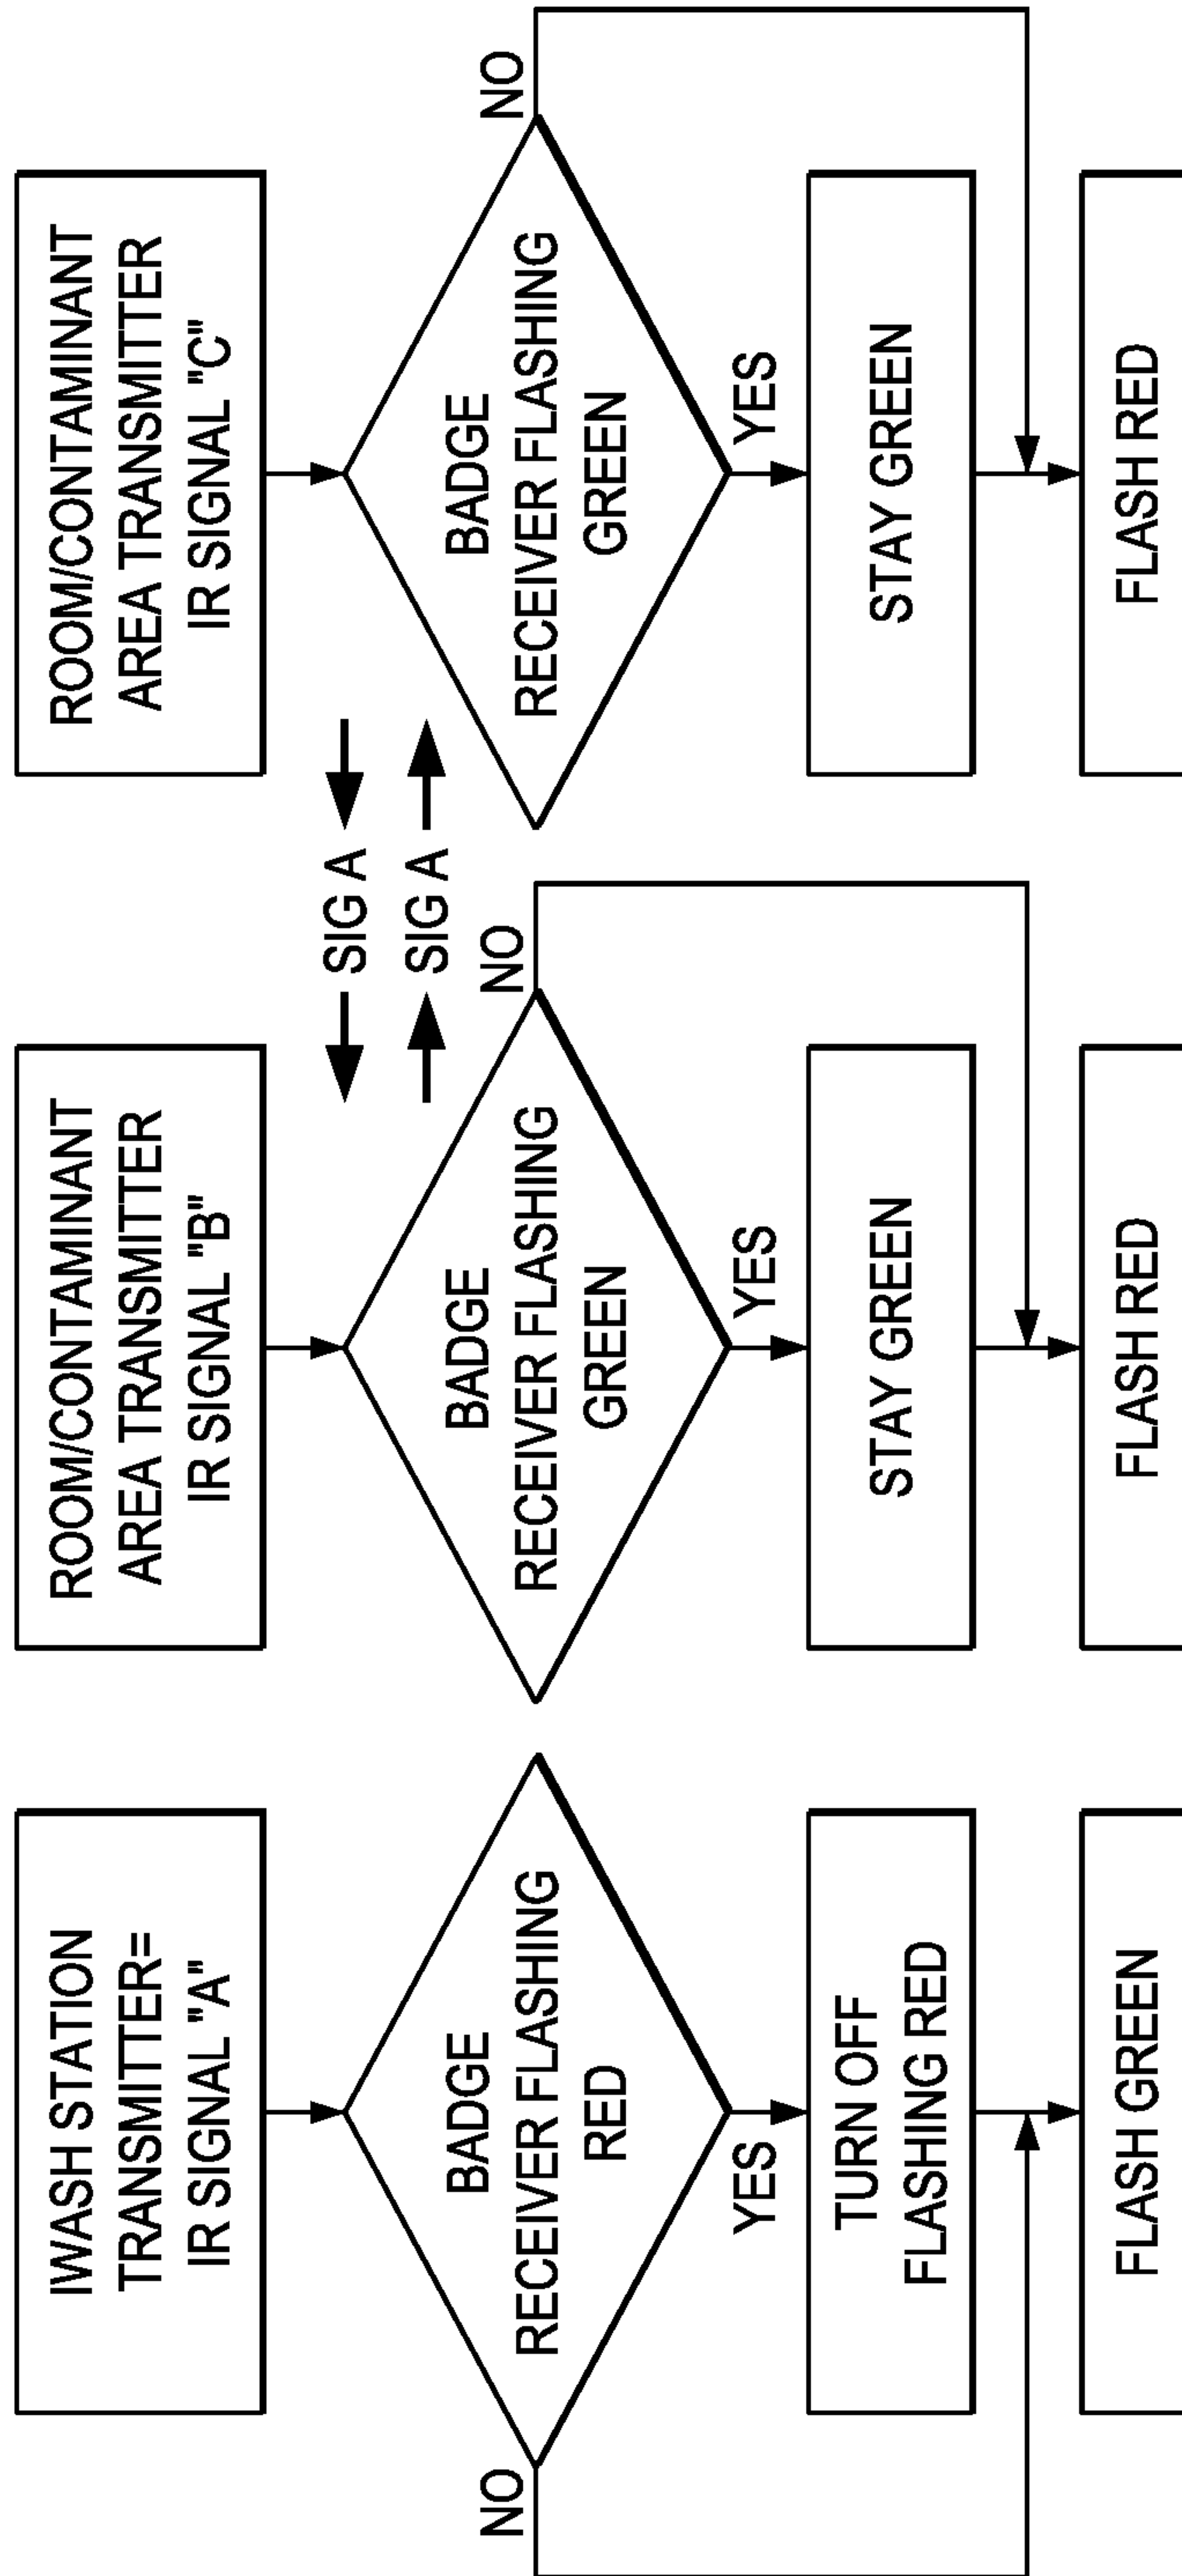 IWASH STATION
TRANSMITTER=
IR SIGNAL "A"
BADGE
RECEIVER FLASHING
RED
NO
YES
TURN OFF
FLASHING RED
FLASH GREEN
ROOM/CONTAMINANT
AREA TRANSMITTER
IR SIGNAL "B"
BADGE
RECEIVER FLASHING
GREEN
NO
YES
STAY GREEN
FLASH RED
SIG A
SIG A
ROOM/CONTAMINANT
AREA TRANSMITTER
IR SIGNAL "C"
BADGE
RECEIVER FLASHING
GREEN
NO
YES
STAY GREEN
FLASH RED